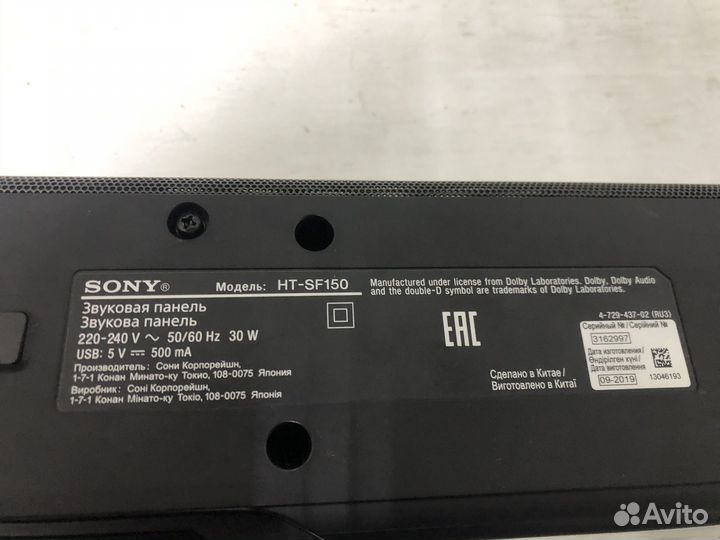 SONY® Модель: HT-SF150
Звуковая панель
Звукова панель
220-240 V ~ 50/60 Hz 30 W
USB: 5 V ⎓ 500 mA
Производитель: Сони Корпорейшн,
1-7-1 Конан Минато-ку Токио, 108-0075 Япония
Виробник: Соні Корпорейшн,
1-7-1 Конан Мінато-ку Токіо, 108-0075 Японія
Manufactured under license from Dolby Laboratories. Dolby, Dolby Audio
and the double-D symbol are trademarks of Dolby Laboratories.
EAC
Сделано в Китае/
Виготовлено в Китаї
4-729-437-02 (RU3)
Серийный № / Серійний №
3162997
Дата изготовления/
Өндірілген күні/
Дата виготовлення
09-2019
13046193
Avito